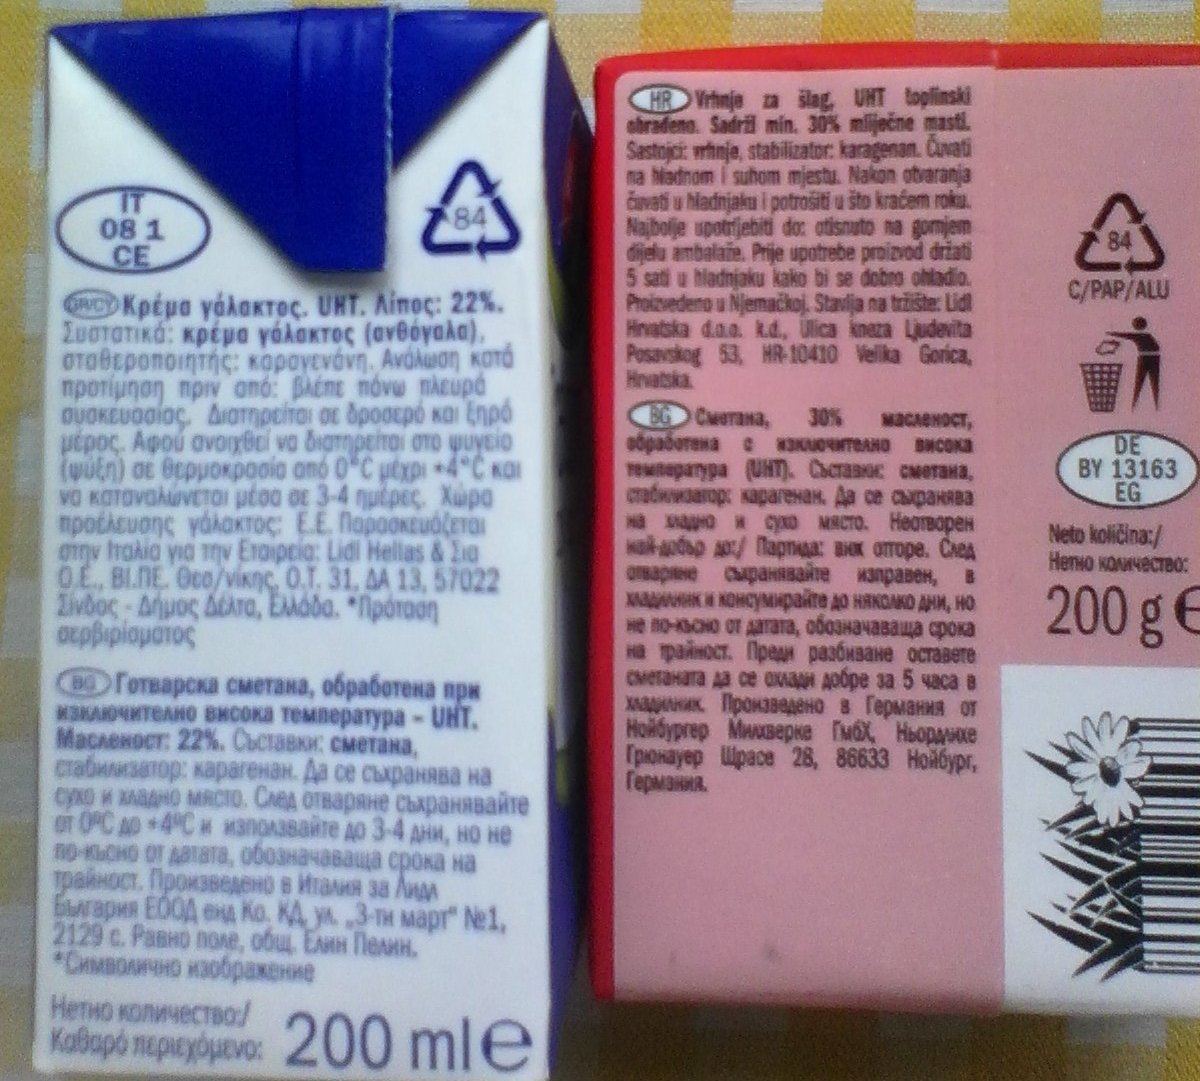 IT
08 1
CE
84
GR/CY Κρέμα γάλακτος. UHT. Λίπος: 22%.
Συστατικά: κρέμα γάλακτος (ανθόγαλα),
σταθεροποιητής: καραγενάνη. Ανάλωση κατά
προτίμηση πριν από: βλέπε πάνω πλευρά
συσκευασίας. Διατηρείται σε δροσερό και ξηρό
μέρος. Αφού ανοιχθεί να διατηρείται στο ψυγείο
(ψύξη) σε θερμοκρασία από 0°C μέχρι +4°C και
να καταναλώνεται μέσα σε 3-4 ημέρες. Χώρα
προέλευσης γάλακτος: Ε.Ε. Παρασκευάζεται
στην Ιταλία για την Εταιρεία: Lidl Hellas & Σια
Ο.Ε., ΒΙ.ΠΕ. Θεσ/νίκης, Ο.Τ. 31, ΔΑ 13, 57022
Σίνδος - Δήμος Δέλτα, Ελλάδα. *Πρόταση
σερβιρίσματος
BG Готварска сметана, обработена при
изключително висока температура – UHT.
Масленост: 22%. Съставки: сметана,
стабилизатор: карагенан. Да се съхранява на
сухо и хладно място. След отваряне съхранявайте
от 0°C до +4°C и използвайте до 3-4 дни, но не
по-късно от датата, обозначаваща срока на
трайност. Произведено в Италия за Лидл
България ЕООД енд Ко. КД, ул. „3-ти март“ №1,
2129 с. Равно поле, общ. Елин Пелин.
*Символично изображение
Нетно количество:/
Καθαρό περιεχόμενο: 200 ml e
HR Vrhnje za šlag, UHT toplinski
obrađeno. Sadrži min. 30% mliječne masti.
Sastojci: vrhnje, stabilizator: karagenan. Čuvati
na hladnom i suhom mjestu. Nakon otvaranja
čuvati u hladnjaku i potrošiti u što kraćem roku.
Najbolje upotrijebiti do: otisnuto na gornjem
dijelu ambalaže. Prije upotrebe proizvod držati
5 sati u hladnjaku kako bi se dobro ohladio.
Proizvedeno u Njemačkoj. Stavlja na tržište: Lidl
Hrvatska d.o.o. k.d., Ulica kneza Ljudevita
Posavskog 53, HR-10410 Velika Gorica,
Hrvatska.
BG Сметана, 30% масленост,
обработена с изключително висока
температура (UHT). Съставки: сметана,
стабилизатор: карагенан. Да се съхранява
на хладно и сухо място. Неотворен
най-добър до:/ Партида: виж отгоре. След
отваряне съхранявайте изправен, в
хладилник и консумирайте до няколко дни, но
не по-късно от датата, обозначаваща срока
на трайност. Преди разбиване оставете
сметаната да се охлади добре за 5 часа в
хладилник. Произведено в Германия от
Нойбургер Милхверке ГмбХ, Ньордлихе
Грюнауер Щрасе 28, 86633 Нойбург,
Германия.
84
C/PAP/ALU
DE
BY 13163
EG
Neto količina:/
Нетно количество:
200 g e